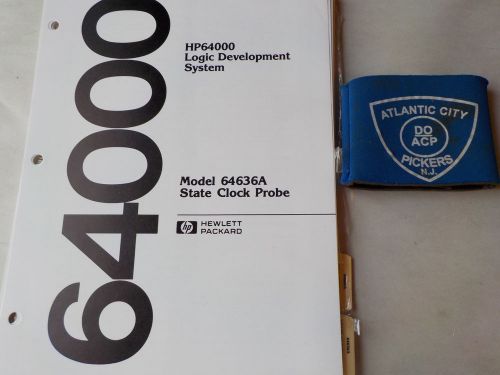 64000
HP64000
Logic Development
System
Model 64636A
State Clock Probe
hp HEWLETT
PACKARD
ATLANTIC CITY
DO
ACP
PICKERS
N.J.